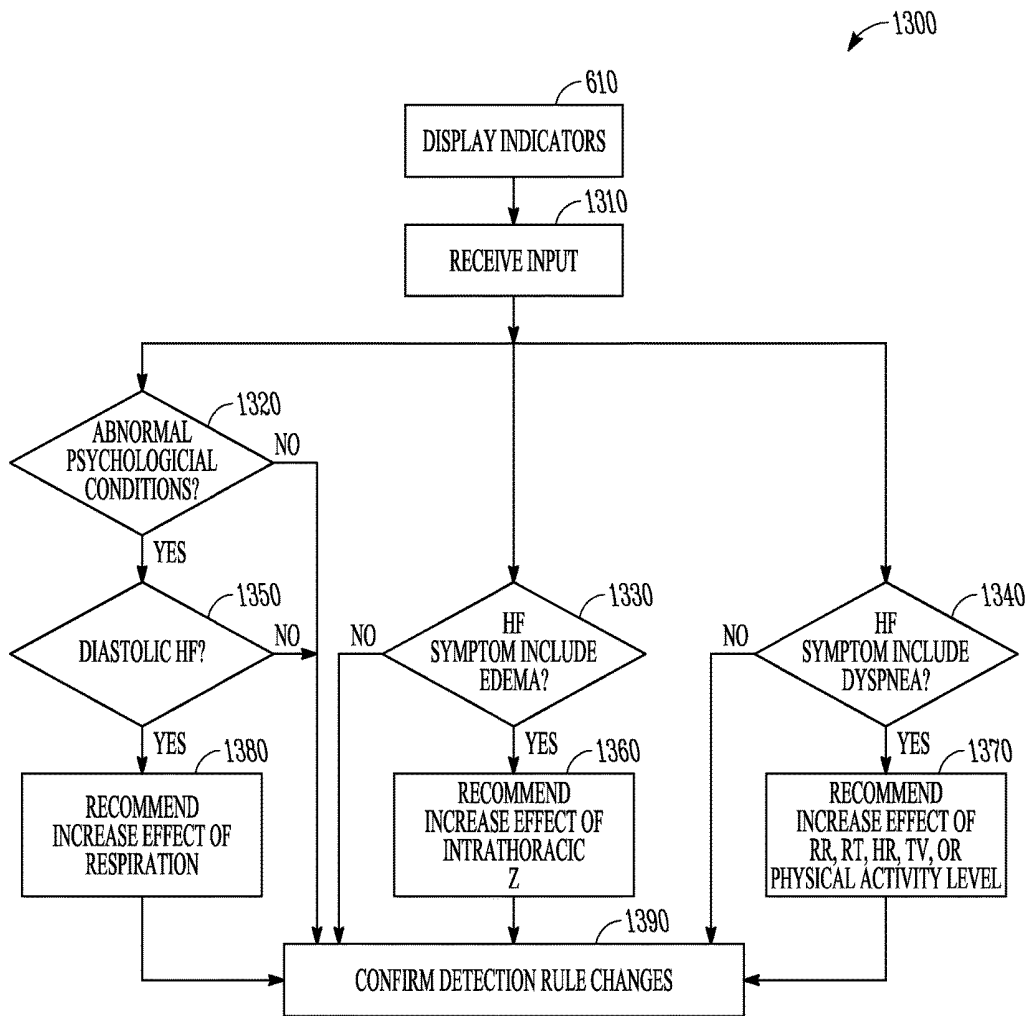 1300
610
DISPLAY INDICATORS
1310
RECEIVE INPUT
1320
ABNORMAL
PSYCHOLOGICIAL
CONDITIONS?
NO
YES
1350
DIASTOLIC HF?
NO
YES
1380
RECOMMEND
INCREASE EFFECT OF
RESPIRATION
1330
HF
SYMPTOM INCLUDE
EDEMA?
NO
YES
1360
RECOMMEND
INCREASE EFFECT OF
INTRATHORACIC
Z
1340
HF
SYMPTOM INCLUDE
DYSPNEA?
NO
YES
1370
RECOMMEND
INCREASE EFFECT OF
RR, RT, HR, TV, OR
PHYSICAL ACTIVITY LEVEL
1390
CONFIRM DETECTION RULE CHANGES